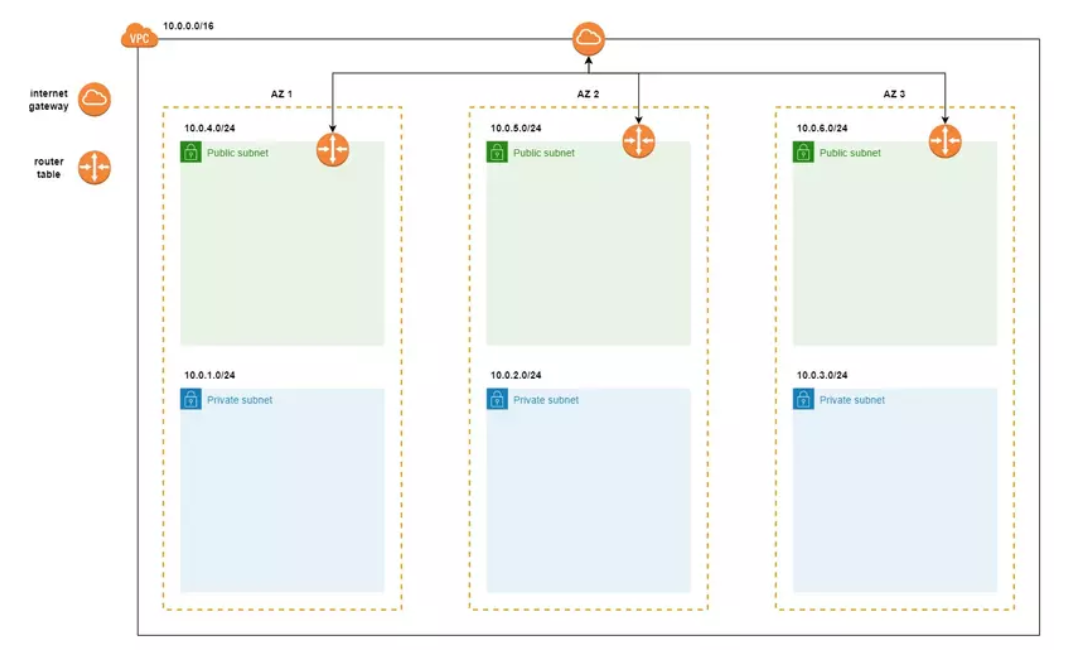 10.0.0.0/16
VPC
internet
gateway
router
table
AZ 1
AZ 2
AZ 3
10.0.4.0/24
10.0.5.0/24
10.0.6.0/24
Public subnet
Public subnet
Public subnet
10.0.1.0/24
10.0.2.0/24
10.0.3.0/24
Private subnet
Private subnet
Private subnet